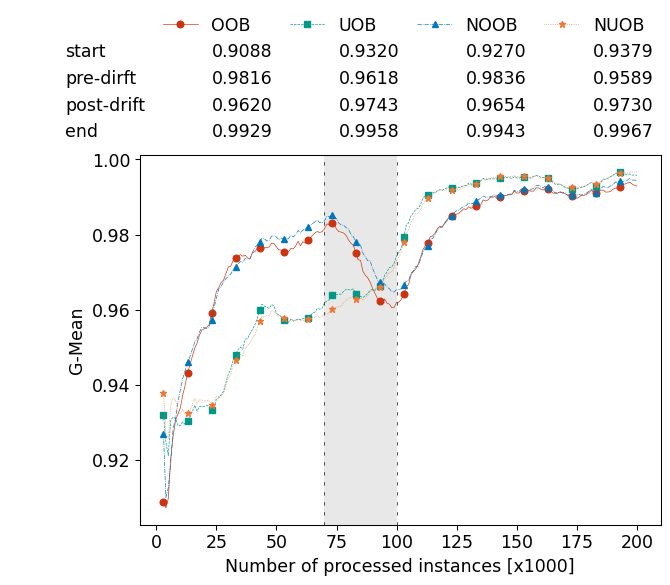 OOB UOB NOOB NUOB
start 0.9088 0.9320 0.9270 0.9379
pre-dirft 0.9816 0.9618 0.9836 0.9589
post-drift 0.9620 0.9743 0.9654 0.9730
end 0.9929 0.9958 0.9943 0.9967
1.00
0.98
0.96
0.94
0.92
G-Mean
0 25 50 75 100 125 150 175 200
Number of processed instances [x1000]